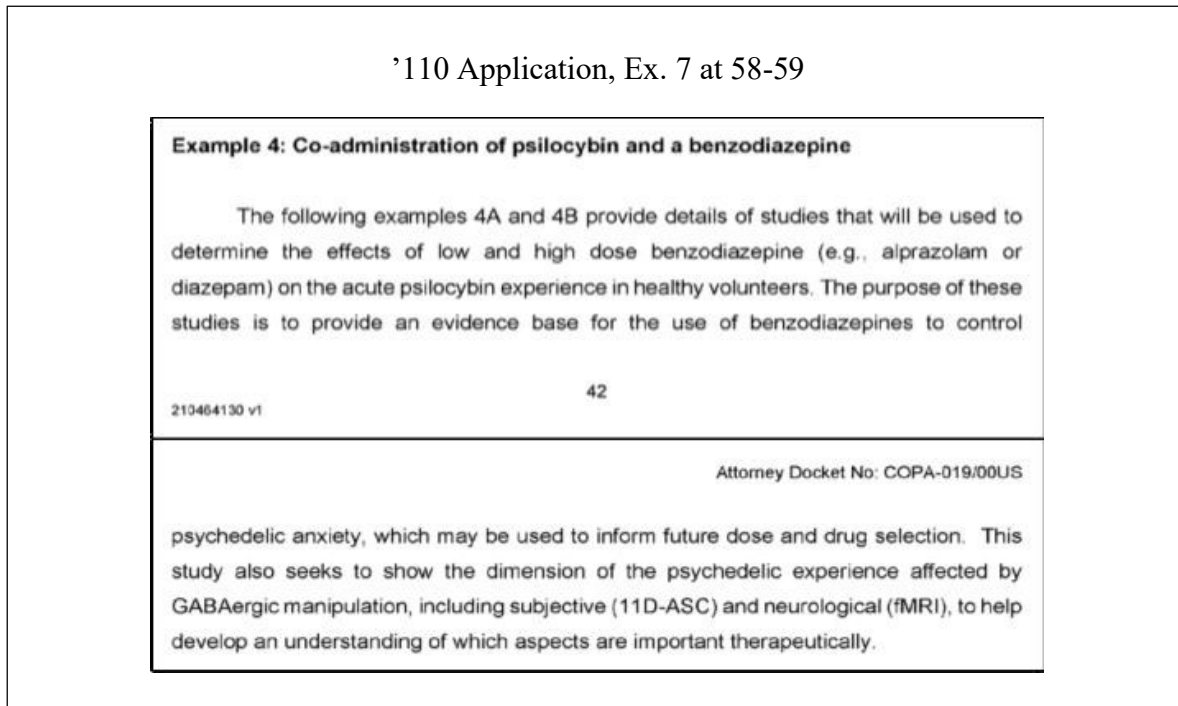 ’110 Application, Ex. 7 at 58-59
Example 4: Co-administration of psilocybin and a benzodiazepine
The following examples 4A and 4B provide details of studies that will be used to
determine the effects of low and high dose benzodiazepine (e.g., alprazolam or
diazepam) on the acute psilocybin experience in healthy volunteers. The purpose of these
studies is to provide an evidence base for the use of benzodiazepines to control
42
210464130 v1
Attorney Docket No: COPA-019/00US
psychedelic anxiety, which may be used to inform future dose and drug selection. This
study also seeks to show the dimension of the psychedelic experience affected by
GABAergic manipulation, including subjective (11D-ASC) and neurological (fMRI), to help
develop an understanding of which aspects are important therapeutically.